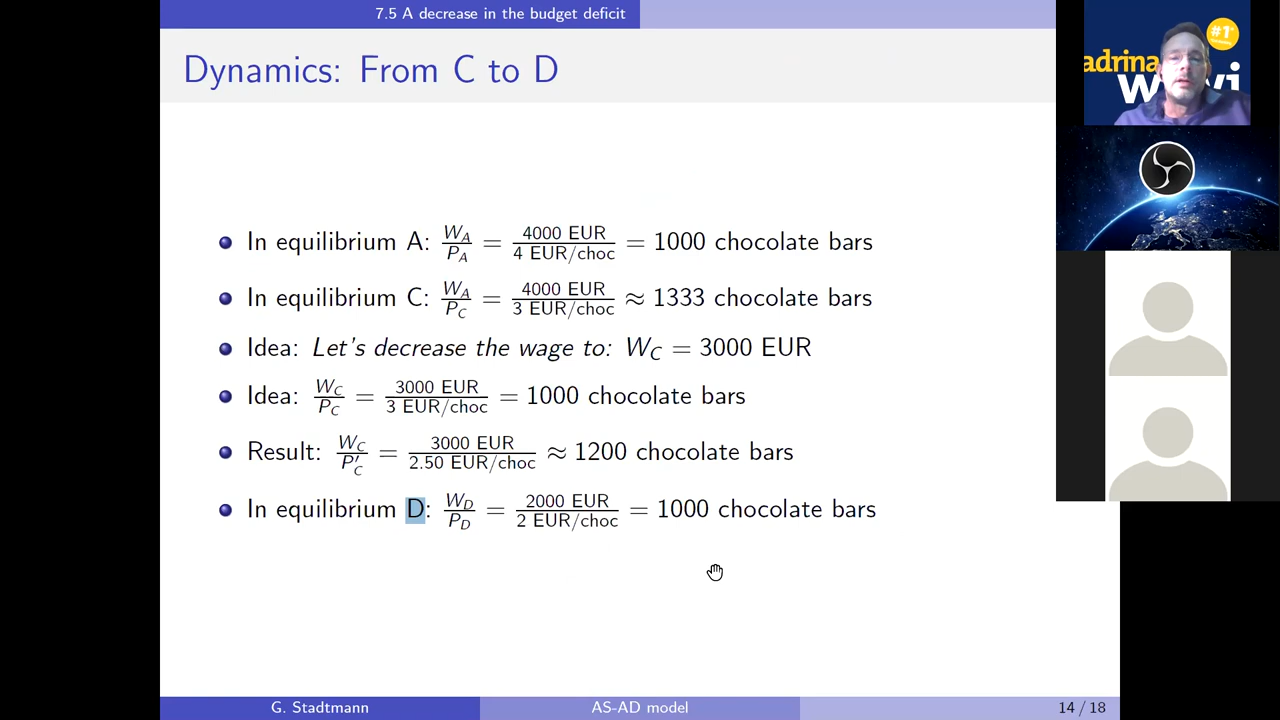 7.5 A decrease in the budget deficit
Dynamics: From C to D
In equilibrium A: W_A/P_A = 4000 EUR/4 EUR/choc = 1000 chocolate bars
In equilibrium C: W_A/P_C = 4000 EUR/3 EUR/choc ≈ 1333 chocolate bars
Idea: Let's decrease the wage to: W_C = 3000 EUR
Idea: W_C/P_C = 3000 EUR/3 EUR/choc = 1000 chocolate bars
Result: W_C/P′_C = 3000 EUR/2.50 EUR/choc ≈ 1200 chocolate bars
In equilibrium D: W_D/P_D = 2000 EUR/2 EUR/choc = 1000 chocolate bars
G. Stadtmann
AS-AD model
14 / 18
#1
adrina